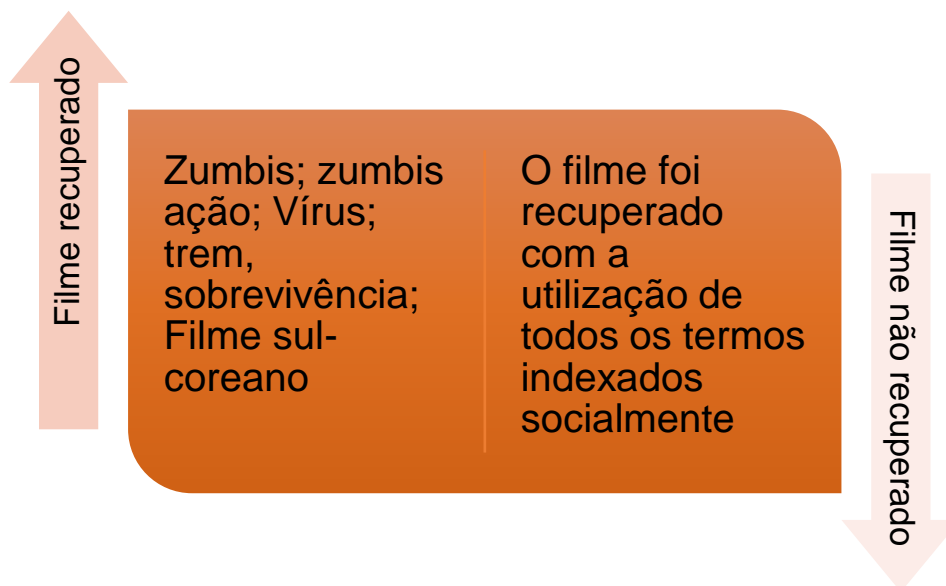 Filme recuperado
Zumbis; zumbis
ação; Vírus;
trem,
sobrevivência;
Filme sul-
coreano
O filme foi
recuperado
com a
utilização de
todos os termos
indexados
socialmente
Filme não recuperado